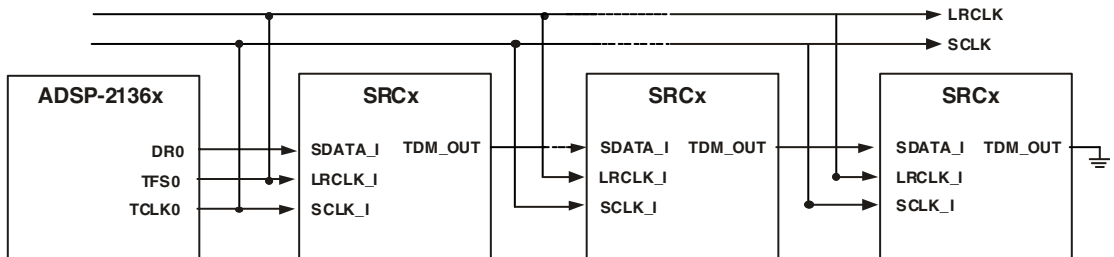 LRCLK
SCLK
ADSP-2136x
DR0
TFS0
TCLK0
SRCx
SDATA_I TDM_OUT
LRCLK_I
SCLK_I
SRCx
SDATA_I TDM_OUT
LRCLK_I
SCLK_I
SRCx
SDATA_I TDM_OUT
LRCLK_I
SCLK_I